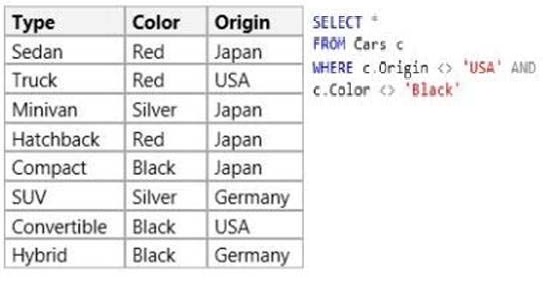 Type Color Origin
Sedan Red Japan
Truck Red USA
Minivan Silver Japan
Hatchback Red Japan
Compact Black Japan
SUV Silver Germany
Convertible Black USA
Hybrid Black Germany
SELECT *
FROM Cars c
WHERE c.Origin <> 'USA' AND
c.Color <> 'Black'